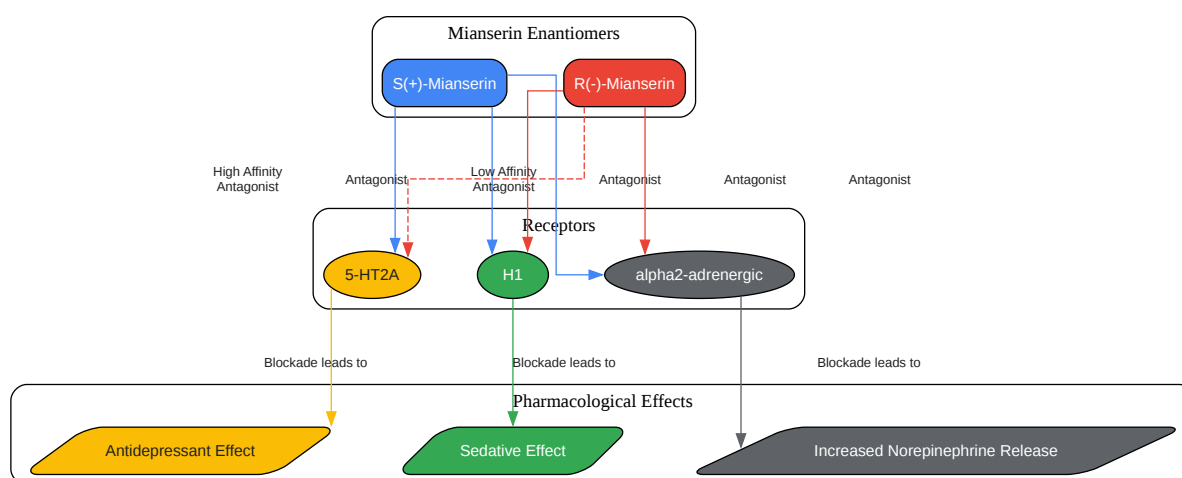 Mianserin Enantiomers
S(+)-Mianserin
R(-)-Mianserin
High Affinity
Antagonist
Antagonist
Low Affinity
Antagonist
Antagonist
Antagonist
Antagonist
Receptors
5-HT2A
H1
alpha2-adrenergic
Blockade leads to
Blockade leads to
Blockade leads to
Pharmacological Effects
Antidepressant Effect
Sedative Effect
Increased Norepinephrine Release